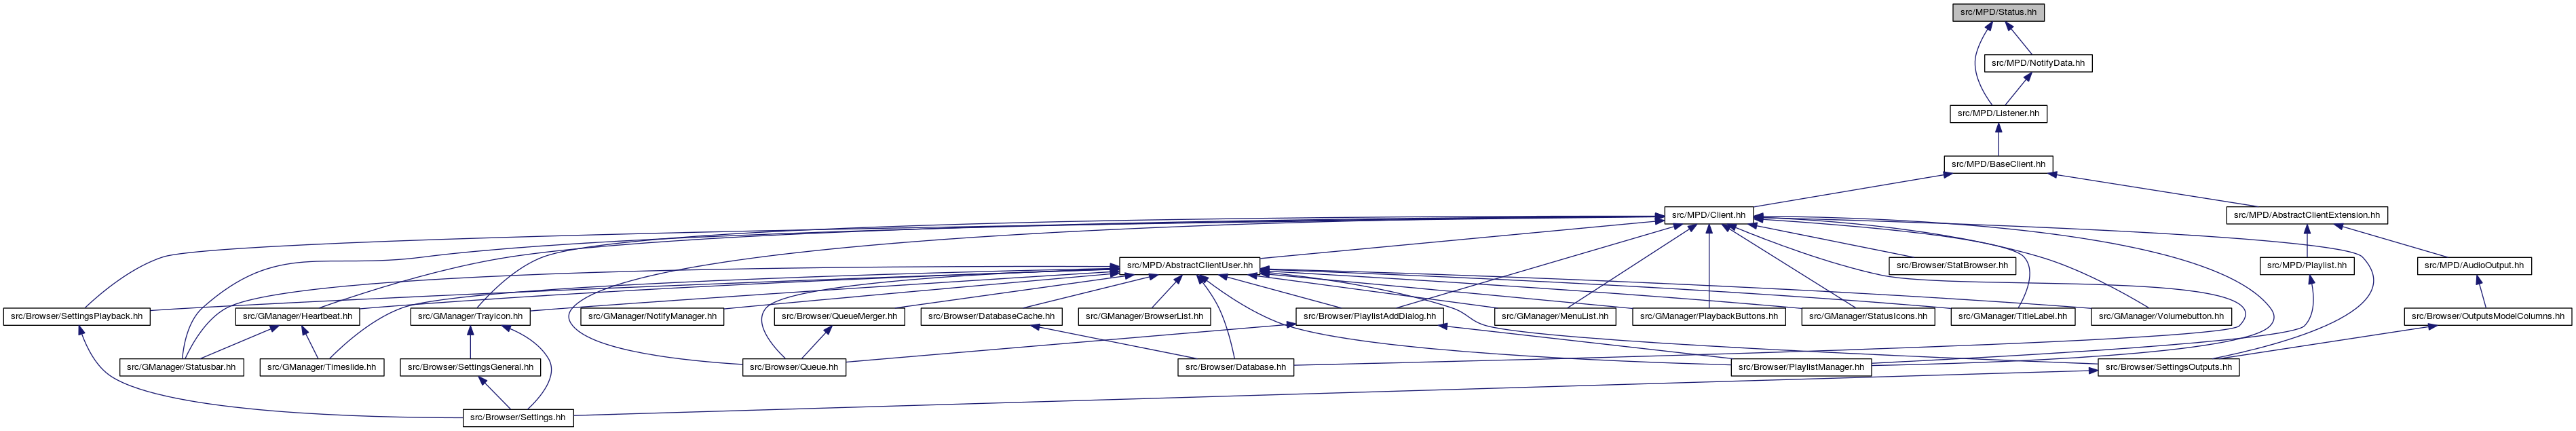 src/MPD/Status.hh
src/MPD/NotifyData.hh
src/MPD/Listener.hh
src/MPD/BaseClient.hh
src/MPD/Client.hh
src/MPD/AbstractClientExtension.hh
src/MPD/AbstractClientUser.hh
src/Browser/StatBrowser.hh
src/MPD/Playlist.hh
src/MPD/AudioOutput.hh
src/Browser/SettingsPlayback.hh
src/GManager/Heartbeat.hh
src/GManager/Trayicon.hh
src/GManager/NotifyManager.hh
src/Browser/QueueMerger.hh
src/Browser/DatabaseCache.hh
src/GManager/BrowserList.hh
src/Browser/PlaylistAddDialog.hh
src/GManager/MenuList.hh
src/GManager/PlaybackButtons.hh
src/GManager/StatusIcons.hh
src/GManager/TitleLabel.hh
src/GManager/Volumebutton.hh
src/Browser/OutputsModelColumns.hh
src/GManager/Statusbar.hh
src/GManager/Timeslide.hh
src/Browser/SettingsGeneral.hh
src/Browser/Queue.hh
src/Browser/Database.hh
src/Browser/PlaylistManager.hh
src/Browser/SettingsOutputs.hh
src/Browser/Settings.hh